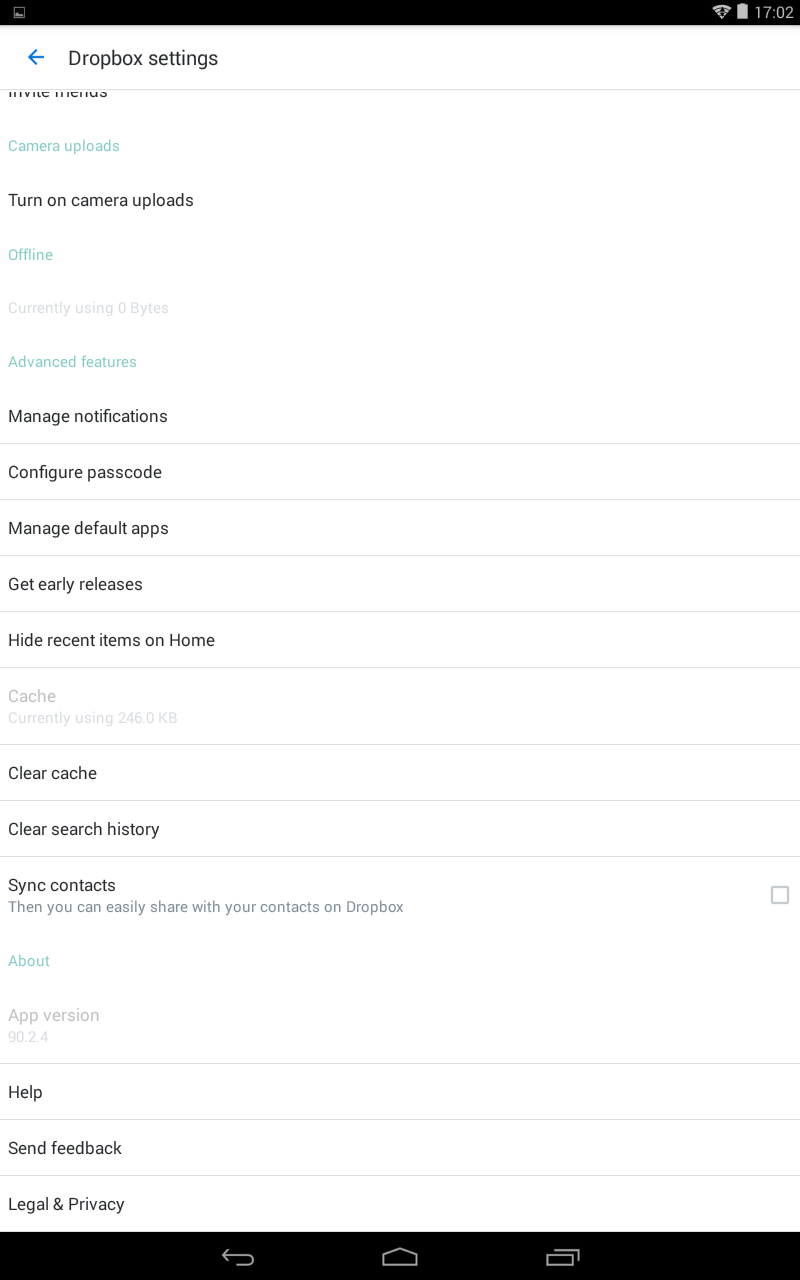 17:02
Dropbox settings
Invite friends
Camera uploads
Turn on camera uploads
Offline
Currently using 0 Bytes
Advanced features
Manage notifications
Configure passcode
Manage default apps
Get early releases
Hide recent items on Home
Cache
Currently using 246.0 KB
Clear cache
Clear search history
Sync contacts
Then you can easily share with your contacts on Dropbox
About
App version
90.2.4
Help
Send feedback
Legal & Privacy